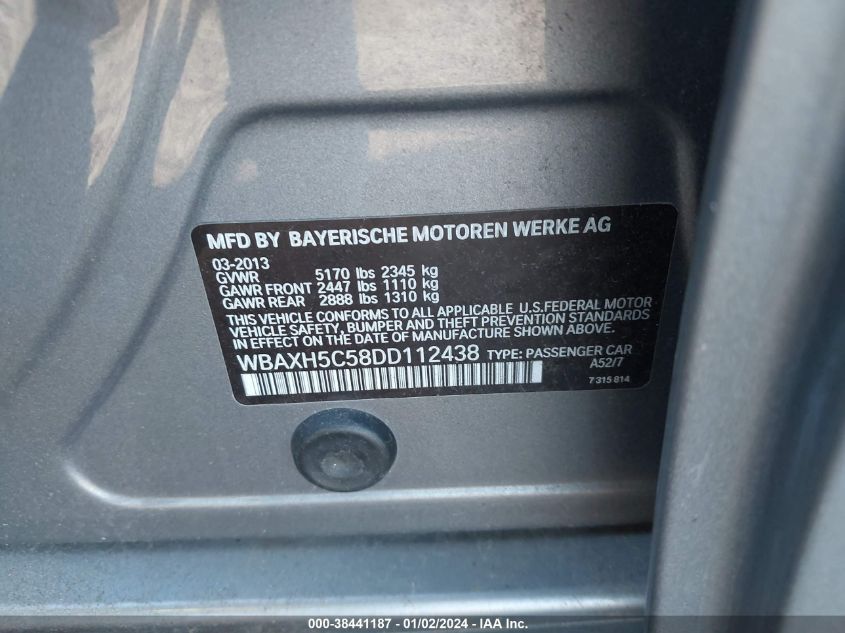 MFD BY BAYERISCHE MOTOREN WERKE AG
03-2013
GVWR 5170 lbs 2345 kg
GAWR FRONT 2447 lbs 1110 kg
GAWR REAR 2888 lbs 1310 kg
THIS VEHICLE CONFORMS TO ALL APPLICABLE U.S.FEDERAL MOTOR
VEHICLE SAFETY, BUMPER AND THEFT PREVENTION STANDARDS
IN EFFECT ON THE DATE OF MANUFACTURE SHOWN ABOVE.
WBAXH5C58DD112438 TYPE: PASSENGER CAR
A52/7
7 315 814
000-38441187 - 01/02/2024 - IAA Inc.